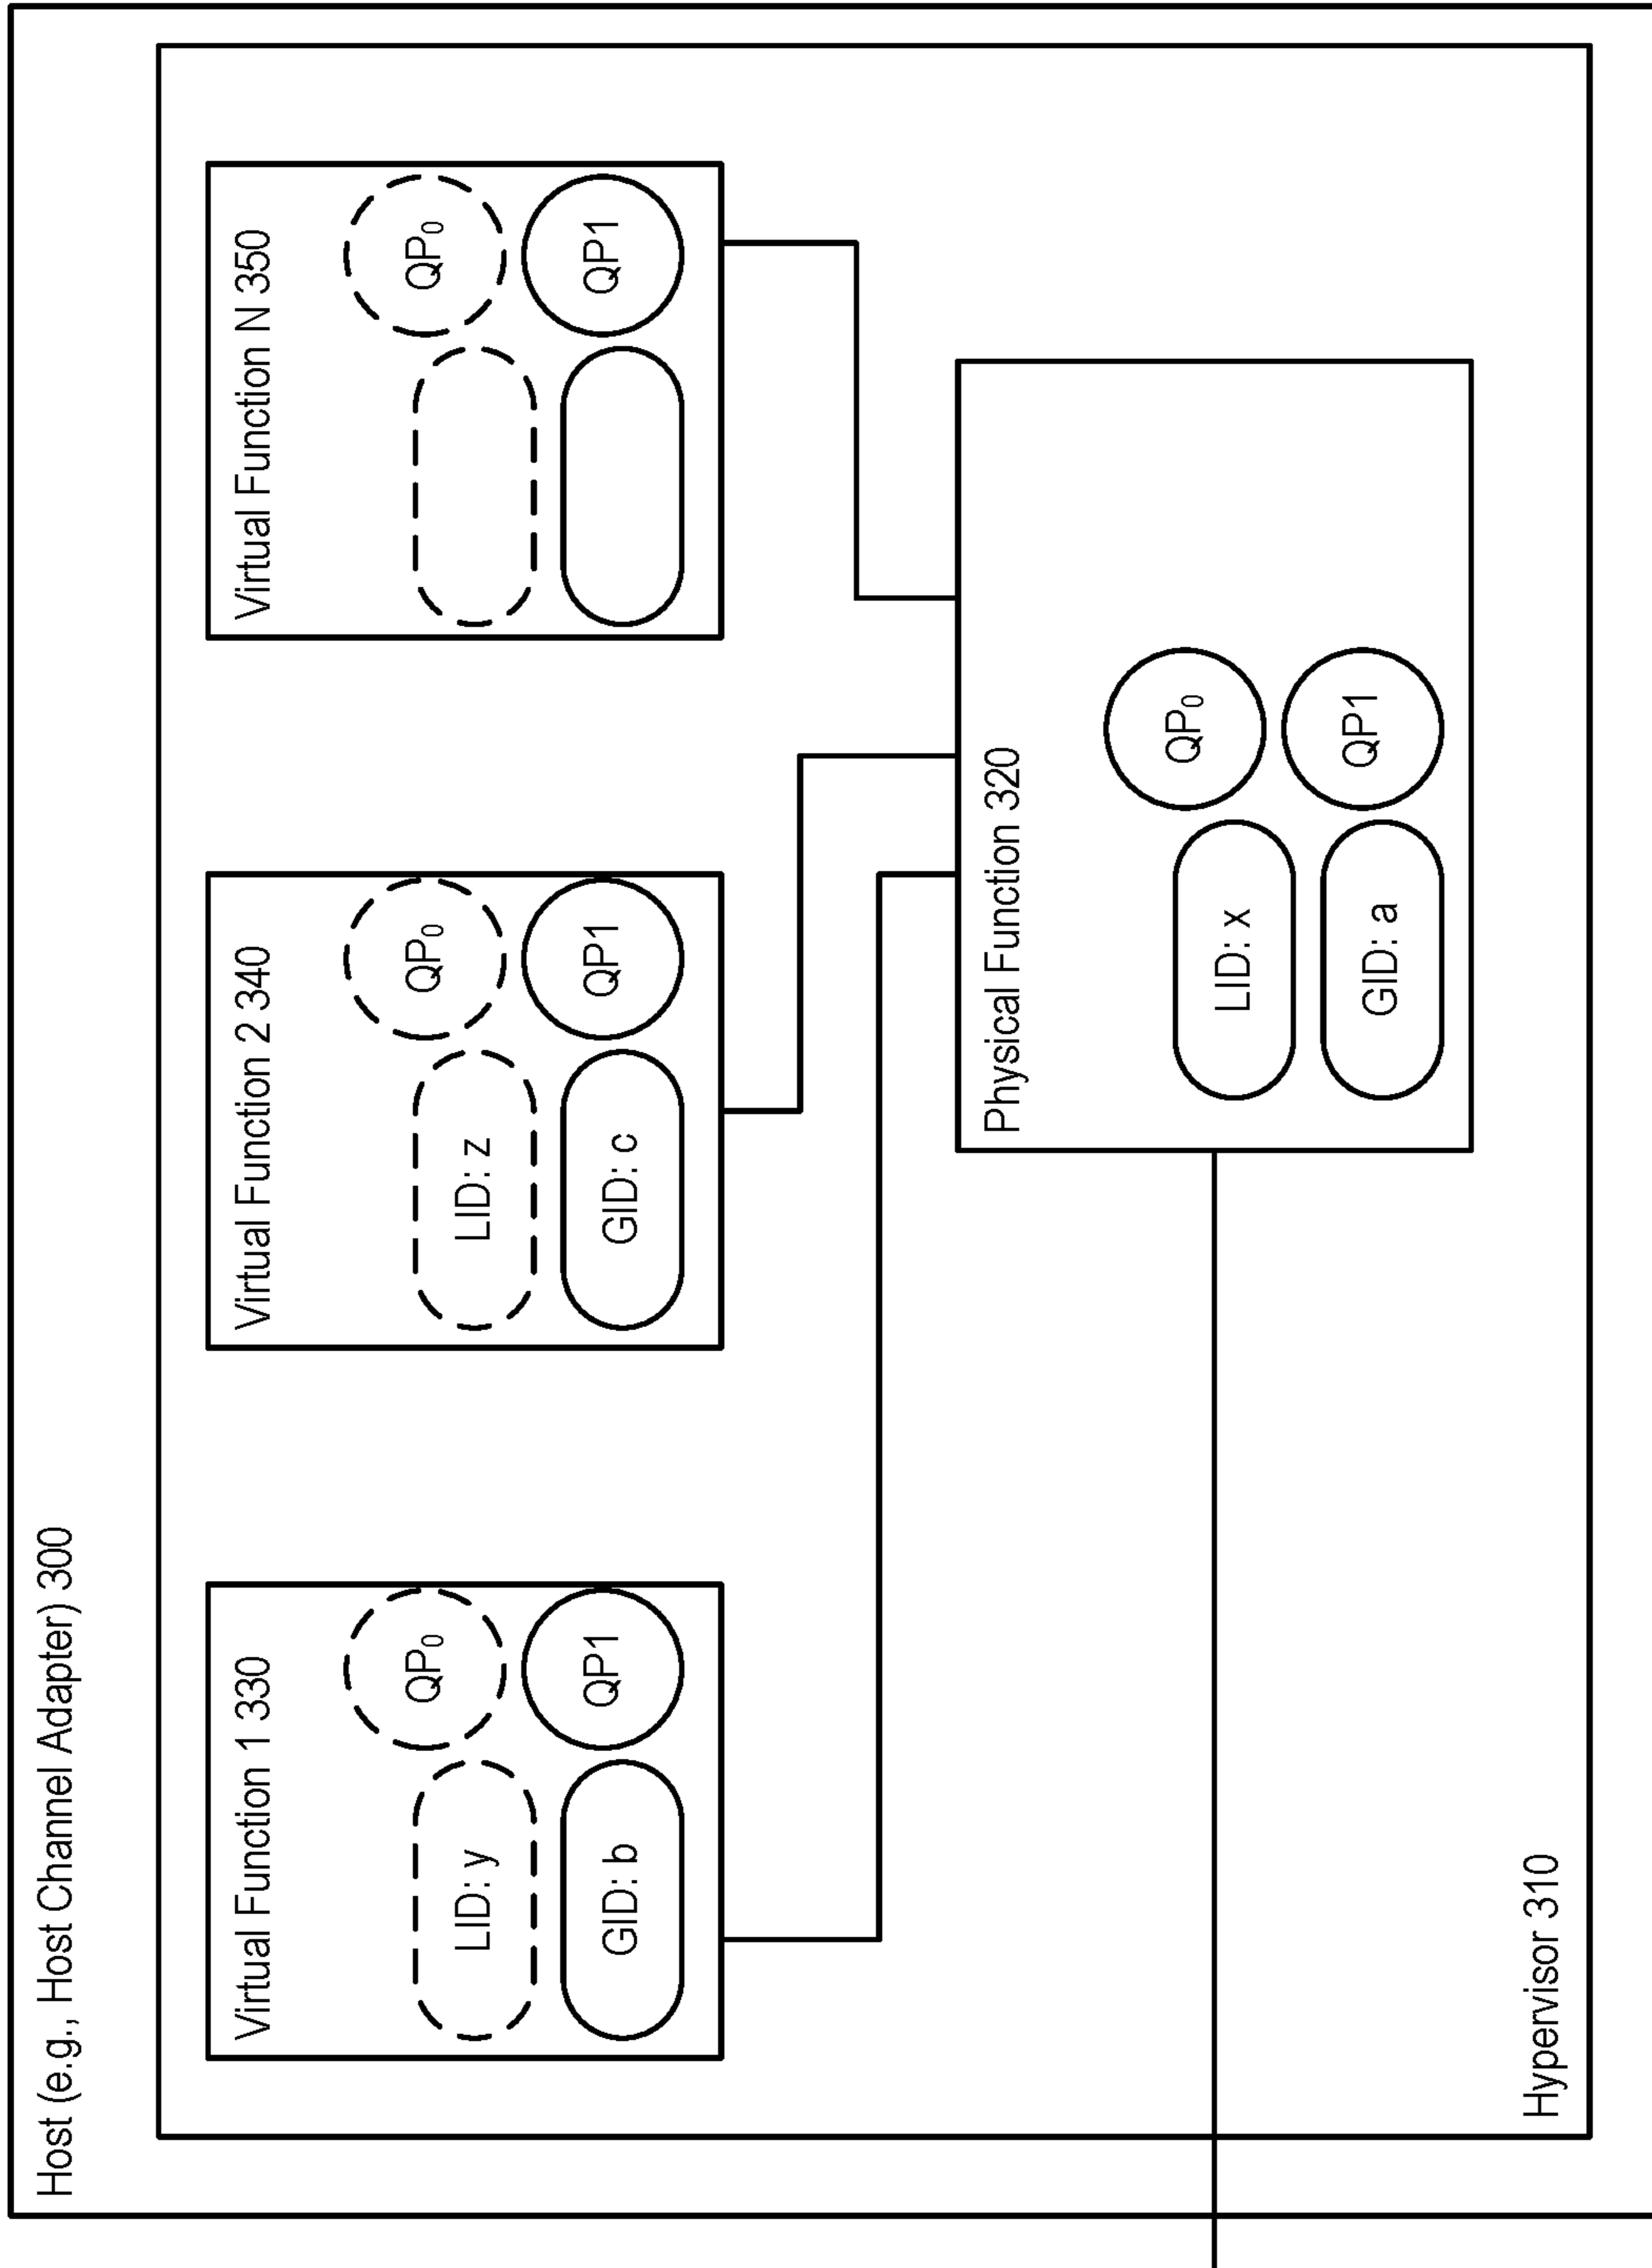 Host (e.g., Host Channel Adapter) 300
Virtual Function 1 330
QP₀
LID: y
QP1
GID: b
Virtual Function 2 340
QP₀
LID: z
QP1
GID: c
Virtual Function N 350
QP₀
QP1
Physical Function 320
QP₀
LID: x
QP1
GID: a
Hypervisor 310